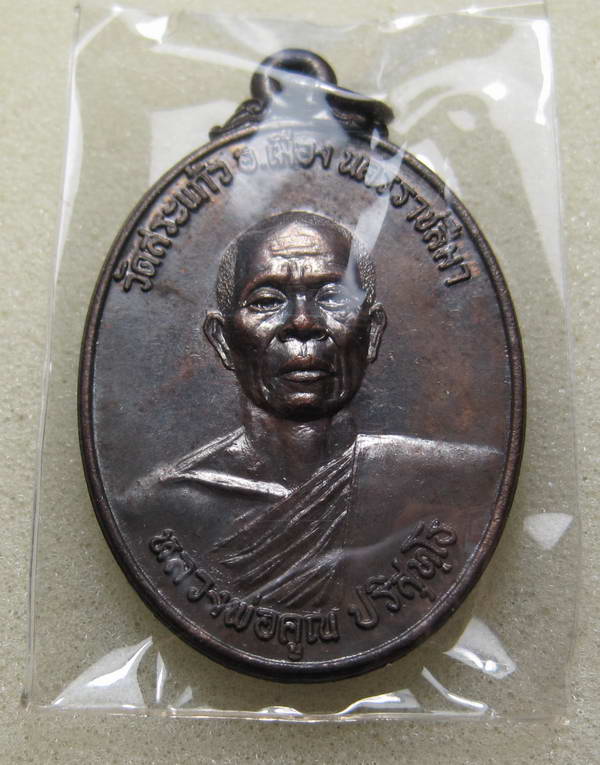 วัดสระแก้ว อ.เมือง นครราชสีมา
หลวงพ่อคูณ ปริสุทฺโธ